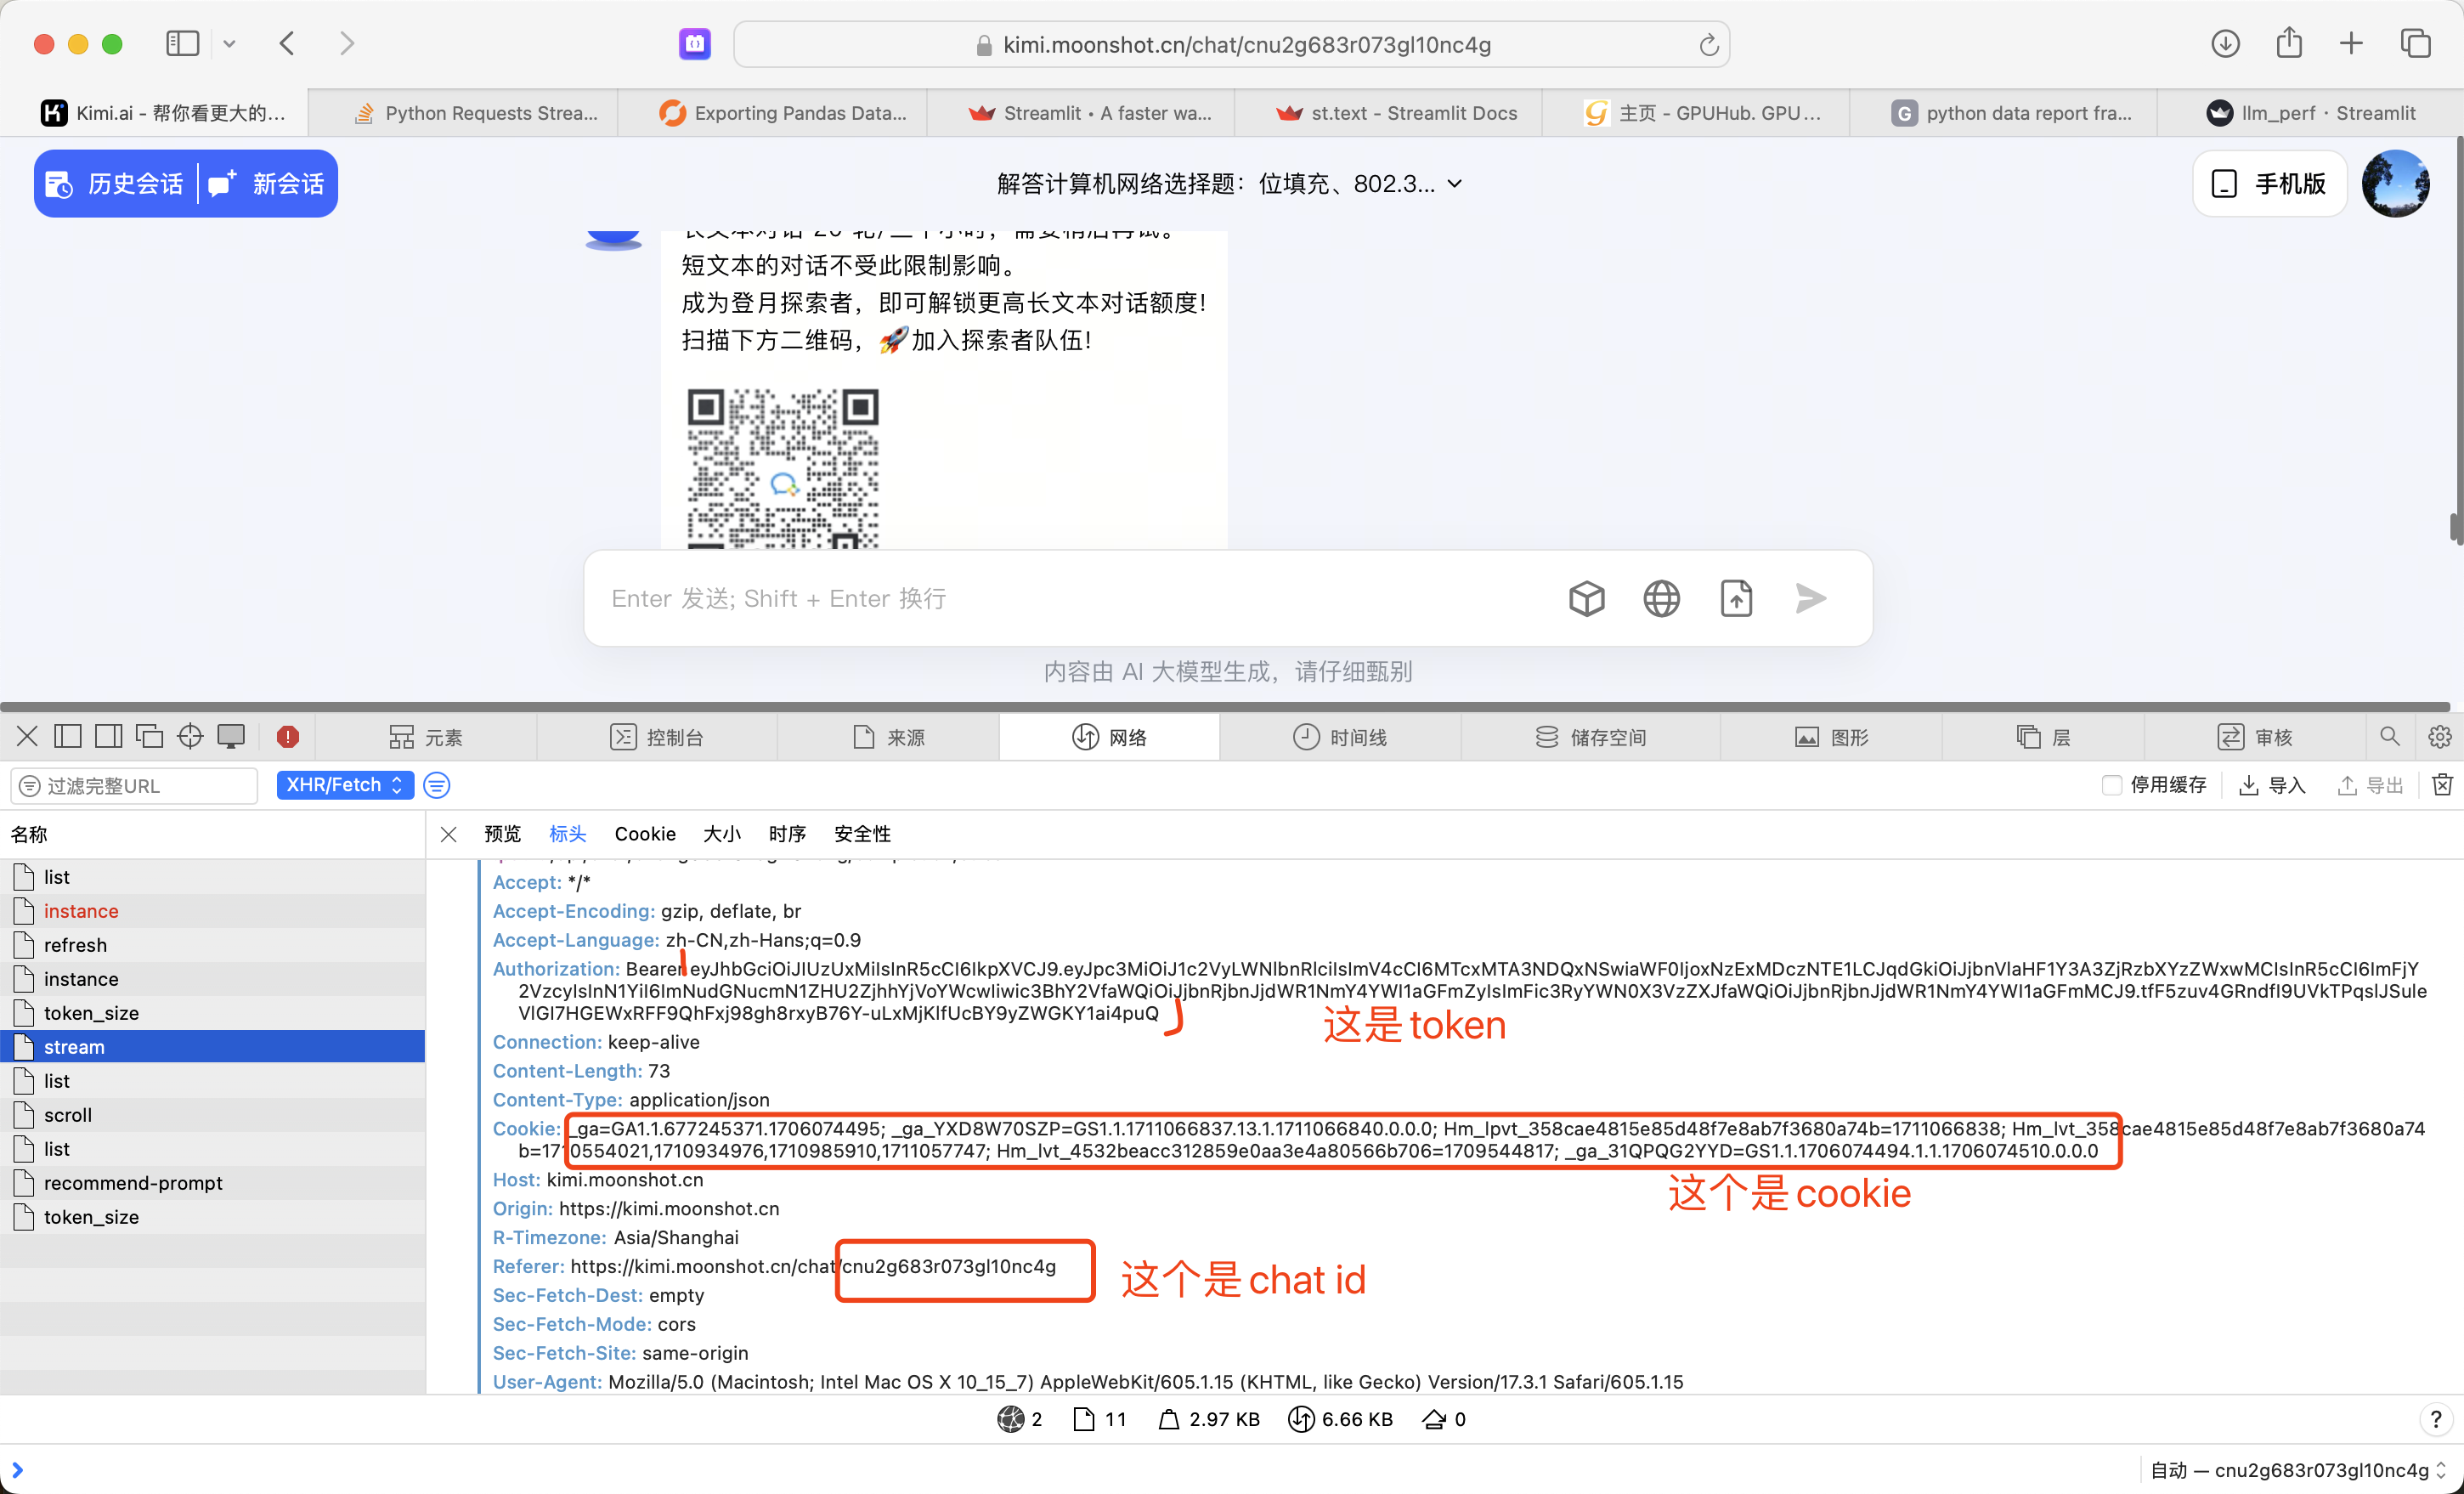 kimi.moonshot.cn/chat/cnu2g683r073gl10nc4g
Kimi.ai - 帮你看更大的...
Python Requests Strea...
Exporting Pandas Data...
Streamlit • A faster wa...
st.text - Streamlit Docs
主页 - GPUHub. GPU ...
python data report fra...
llm_perf · Streamlit
历史会话
新会话
解答计算机网络选择题：位填充、802.3...
手机版
短文本的对话不受此限制影响。
成为登月探索者，即可解锁更高长文本对话额度!
扫描下方二维码，🚀加入探索者队伍!
Enter 发送; Shift + Enter 换行
内容由 AI 大模型生成，请仔细甄别
元素
控制台
来源
网络
时间线
储存空间
图形
层
审核
过滤完整URL
XHR/Fetch
停用缓存
导入
导出
名称
预览
标头
Cookie
大小
时序
安全性
list
instance
refresh
instance
token_size
stream
list
scroll
list
recommend-prompt
token_size
Accept: */*
Accept-Encoding: gzip, deflate, br
Accept-Language: zh-CN,zh-Hans;q=0.9
Authorization: Bearer
这是token
Connection: keep-alive
Content-Length: 73
Content-Type: application/json
Cookie: _ga=GA1.1.677245371.1706074495; _ga_YXD8W70SZP=GS1.1.1711066837.13.1.1711066840.0.0.0; Hm_lpvt_358cae4815e85d48f7e8ab7f3680a74b=1711066838; Hm_lvt_358cae4815e85d48f7e8ab7f3680a74
b=1710554021,1710934976,1710985910,1711057747; Hm_lvt_4532beacc312859e0aa3e4a80566b706=1709544817; _ga_31QPQG2YYD=GS1.1.1706074494.1.1.1706074510.0.0.0
这个是cookie
Host: kimi.moonshot.cn
Origin: https://kimi.moonshot.cn
R-Timezone: Asia/Shanghai
Referer: https://kimi.moonshot.cn/chat/cnu2g683r073gl10nc4g
这个是chat id
Sec-Fetch-Dest: empty
Sec-Fetch-Mode: cors
Sec-Fetch-Site: same-origin
User-Agent: Mozilla/5.0 (Macintosh; Intel Mac OS X 10_15_7) AppleWebKit/605.1.15 (KHTML, like Gecko) Version/17.3.1 Safari/605.1.15
2
11
2.97 KB
6.66 KB
0
?
自动 — cnu2g683r073gl10nc4g